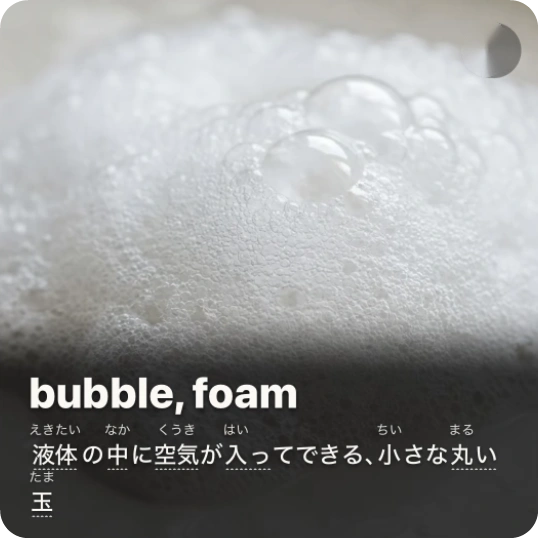 bubble, foam
えきたい なか くうき はい ちい まる
液体の中に空気が入ってできる、小さな丸い
たま
玉